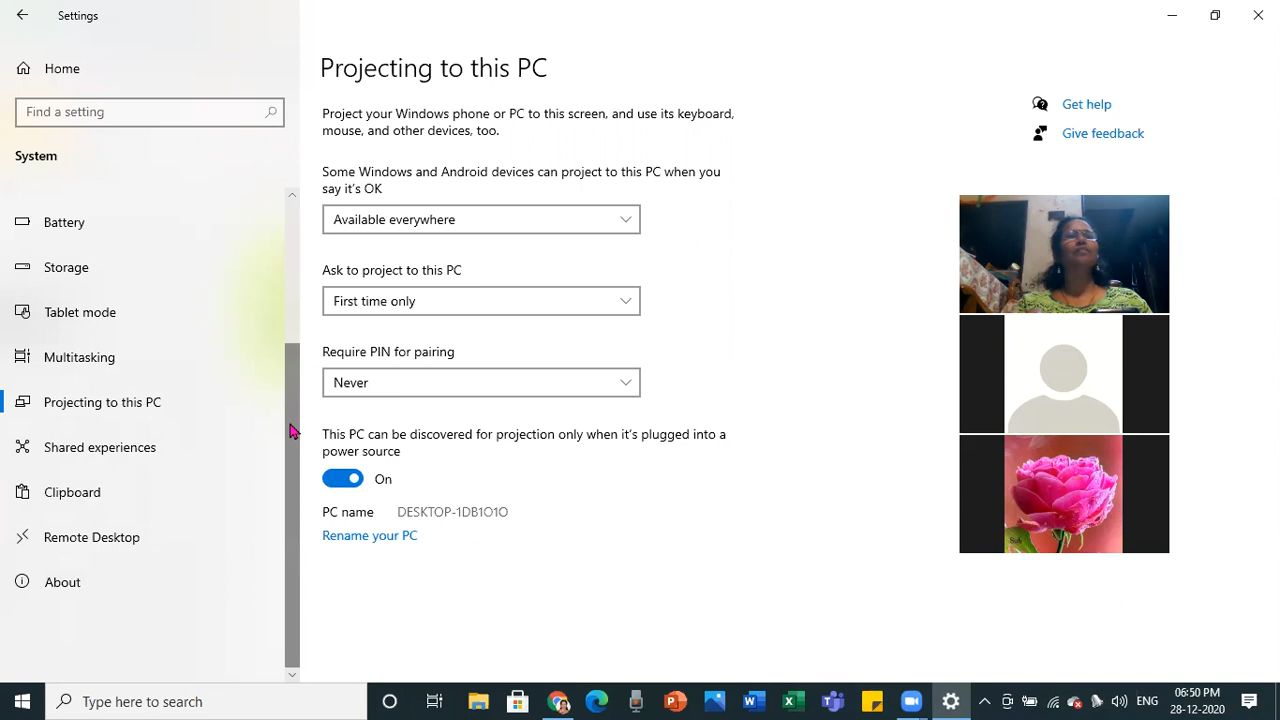 Settings
Home
Find a setting
System
Battery
Storage
Tablet mode
Multitasking
Projecting to this PC
Shared experiences
Clipboard
Remote Desktop
About
Projecting to this PC
Project your Windows phone or PC to this screen, and use its keyboard,
mouse, and other devices, too.
Some Windows and Android devices can project to this PC when you
say it's OK
Available everywhere
Ask to project to this PC
First time only
Require PIN for pairing
Never
This PC can be discovered for projection only when it's plugged into a
power source
On
PC name DESKTOP-1DB1O1O
Rename your PC
Get help
Give feedback
Type here to search
ENG
06:50 PM
28-12-2020